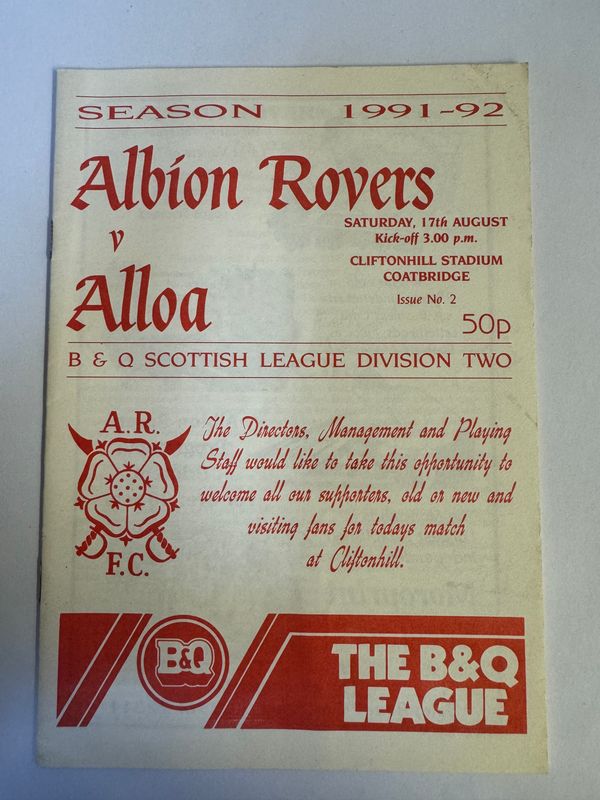 SEASON 1991-92
Albion Rovers
SATURDAY, 17th AUGUST
Kick-off 3.00 p.m.
v
CLIFTONHILL STADIUM
COATBRIDGE
Alloa
Issue No. 2
50p
B & Q SCOTTISH LEAGUE DIVISION TWO
A.R.
F.C.
The Directors, Management and Playing
Staff would like to take this opportunity to
welcome all our supporters, old or new and
visiting fans for todays match
at Cliftonhill.
B&Q
THE B&Q
LEAGUE